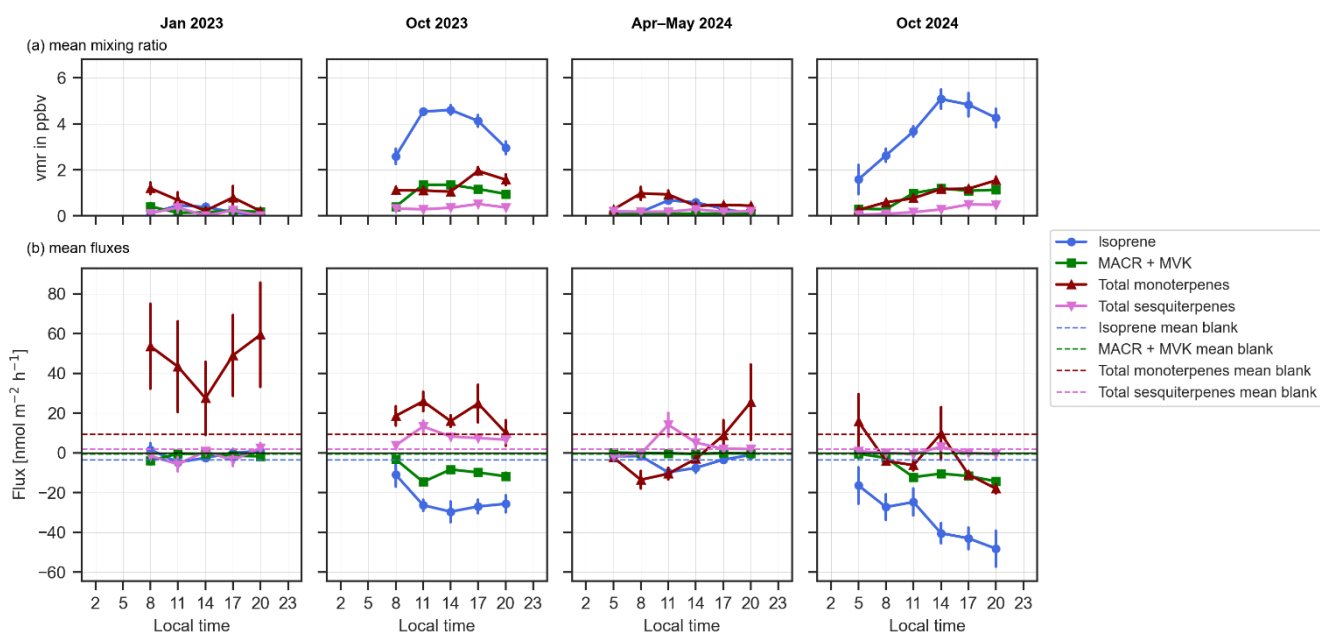 Jan 2023 Oct 2023 Apr–May 2024 Oct 2024
(a) mean mixing ratio
vmr in ppbv
6
4
2
0
(b) mean fluxes
Flux [nmol m⁻² h⁻¹]
80
60
40
20
0
−20
−40
−60
2 5 8 11 14 17 20 23 2 5 8 11 14 17 20 23 2 5 8 11 14 17 20 23 2 5 8 11 14 17 20 23
Local time Local time Local time Local time
Isoprene
MACR + MVK
Total monoterpenes
Total sesquiterpenes
Isoprene mean blank
MACR + MVK mean blank
Total monoterpenes mean blank
Total sesquiterpenes mean blank